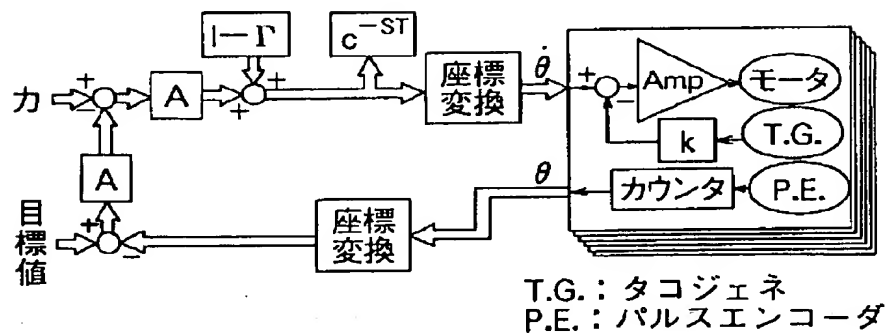 I－Γ
c⁻ˢᵀ
力
+
−
A
+
+
座標
変換
θ̇
+
−
Amp
モータ
k
T.G.
カウンタ
P.E.
θ
A
目標値
+
−
座標
変換
T.G.：タコジェネ
P.E.：パルスエンコーダ